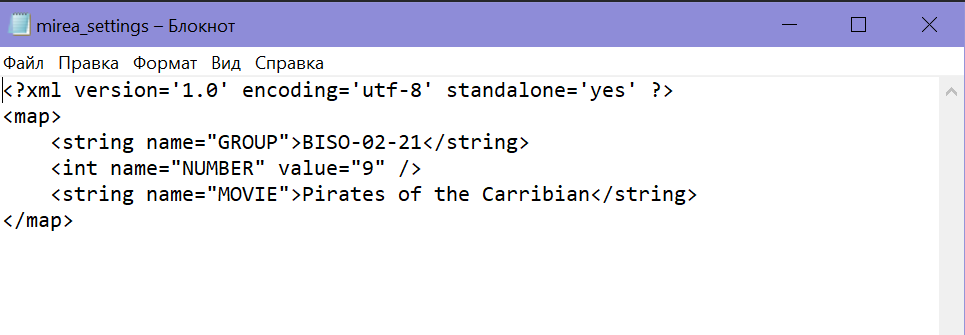 mirea_settings – Блокнот
Файл Правка Формат Вид Справка
<?xml version='1.0' encoding='utf-8' standalone='yes' ?>
<map>
    <string name="GROUP">BISO-02-21</string>
    <int name="NUMBER" value="9" />
    <string name="MOVIE">Pirates of the Carribian</string>
</map>